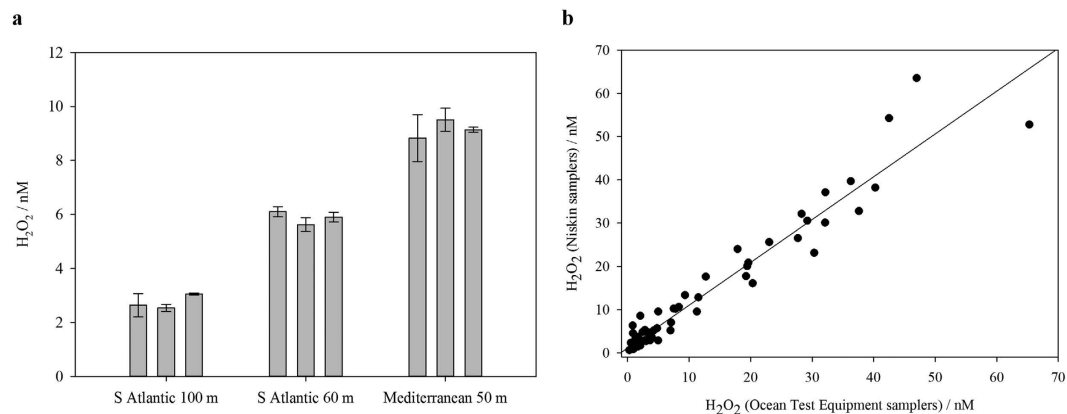 a
12
10
8
6
4
2
0
H₂O₂ / nM
S Atlantic 100 m
S Atlantic 60 m
Mediterranean 50 m
b
70
60
50
40
30
20
10
0
H₂O₂ (Niskin samplers) / nM
0
10
20
30
40
50
60
70
H₂O₂ (Ocean Test Equipment samplers) / nM